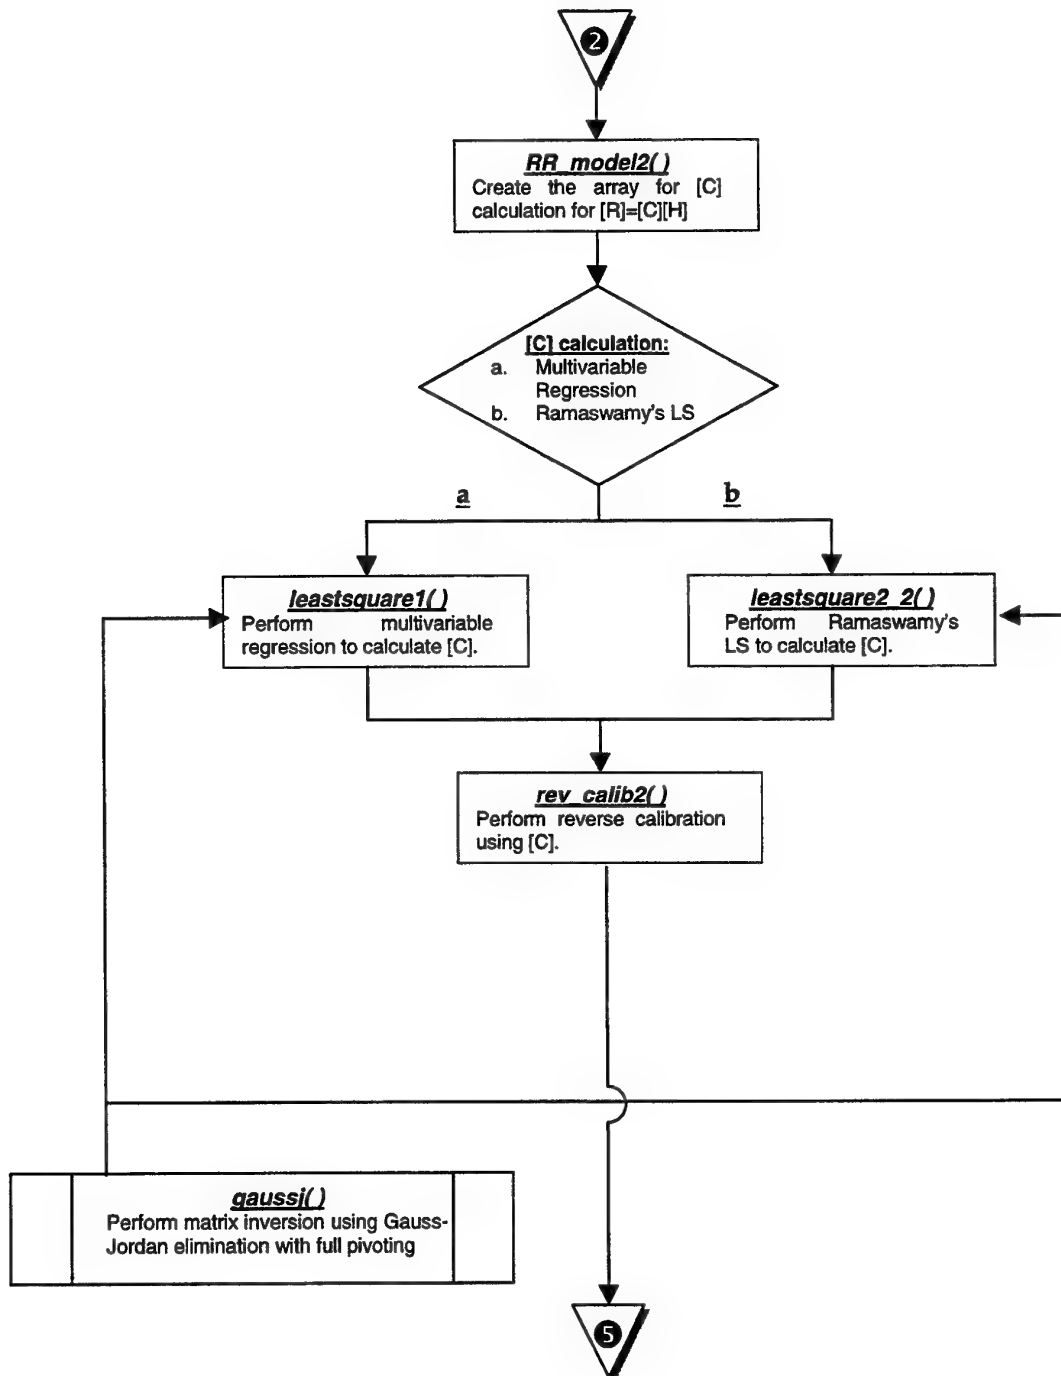 2
RR_model2( )
Create the array for [C]
calculation for [R]=[C][H]
[C] calculation:
a. Multivariable
Regression
b. Ramaswamy's LS
a
b
leastsquare1( )
Perform multivariable
regression to calculate [C].
leastsquare2_2( )
Perform Ramaswamy's
LS to calculate [C].
rev_calib2( )
Perform reverse calibration
using [C].
gaussj( )
Perform matrix inversion using Gauss-
Jordan elimination with full pivoting
5